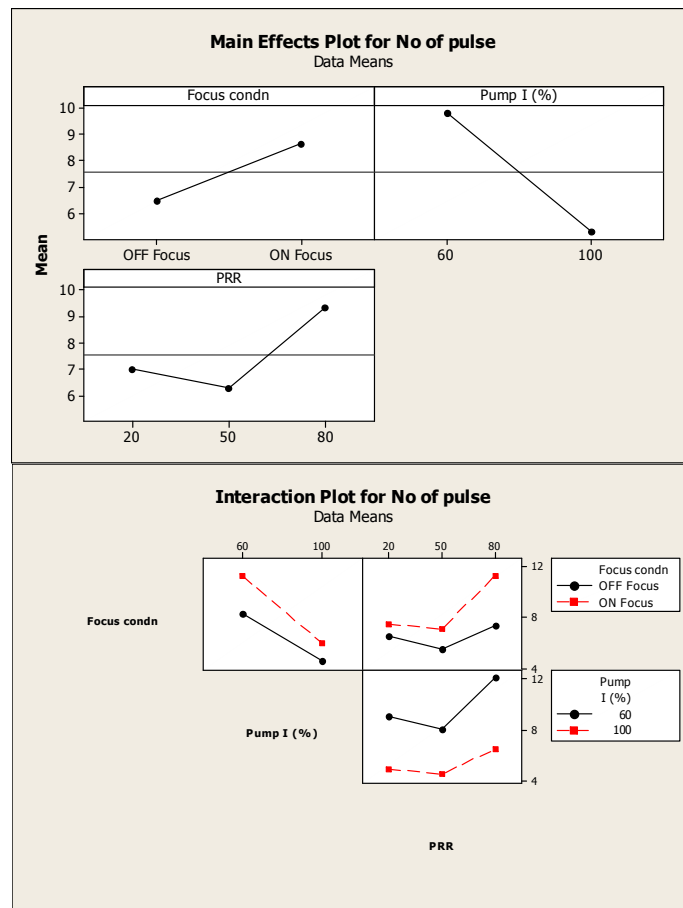 Main Effects Plot for No of pulse
Data Means
Focus condn Pump I (%)
10
9
8
7
6
OFF Focus ON Focus 60 100
Mean
PRR
10
9
8
7
6
20 50 80
Interaction Plot for No of pulse
Data Means
60 100 20 50 80
12
8
4
Focus condn
Focus condn
OFF Focus
ON Focus
12
8
4
Pump I (%)
Pump
I (%)
60
100
PRR